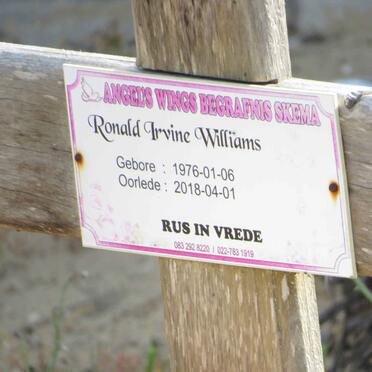 ANGEL'S WINGS BEGRAFNIS SKEMA
Ronald Irvine Williams
Gebore : 1976-01-06
Oorlede : 2018-04-01
RUS IN VREDE
083 292 8220 / 022-783 1919